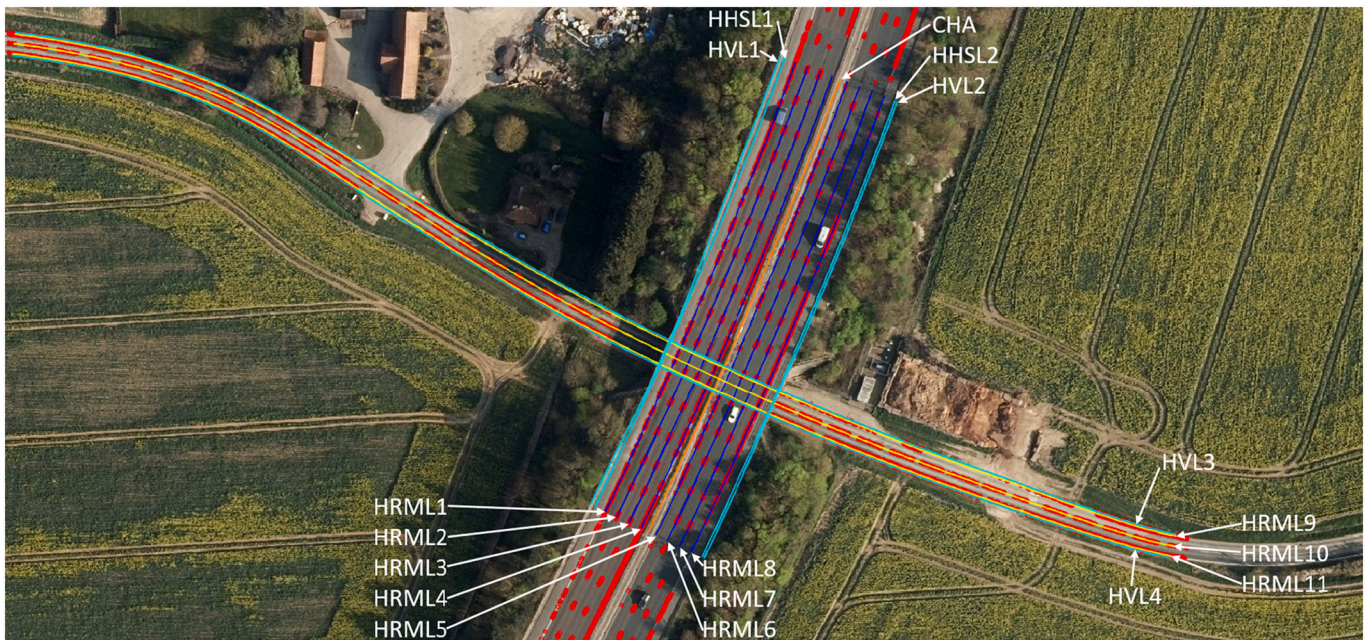 HHSL1
HVL1
CHA
HHSL2
HVL2
HVL3
HRML9
HRML10
HRML11
HVL4
HRML1
HRML2
HRML3
HRML4
HRML5
HRML8
HRML7
HRML6